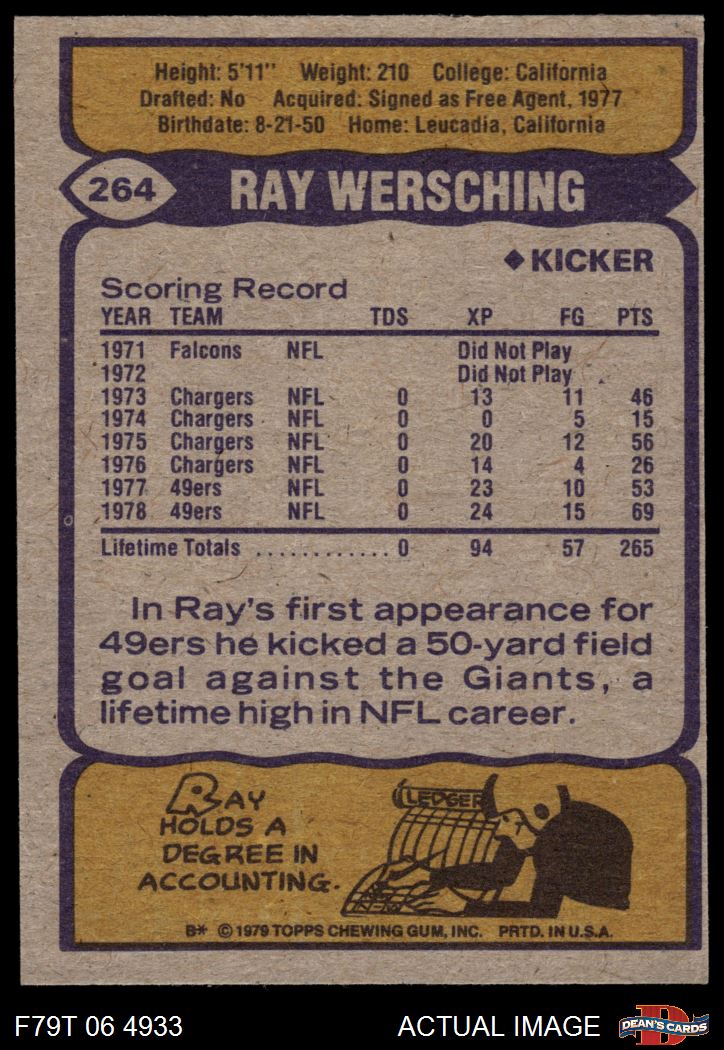 Height: 5'11" Weight: 210 College: California
Drafted: No Acquired: Signed as Free Agent, 1977
Birthdate: 8-21-50 Home: Leucadia, California
264 RAY WERSCHING
◆ KICKER
Scoring Record
YEAR TEAM TDS XP FG PTS
1971 Falcons NFL Did Not Play
1972 Did Not Play
1973 Chargers NFL 0 13 11 46
1974 Chargers NFL 0 0 5 15
1975 Chargers NFL 0 20 12 56
1976 Chargers NFL 0 14 4 26
1977 49ers NFL 0 23 10 53
1978 49ers NFL 0 24 15 69
Lifetime Totals ............ 0 94 57 265
In Ray's first appearance for
49ers he kicked a 50-yard field
goal against the Giants, a
lifetime high in NFL career.
RAY
HOLDS A
DEGREE IN
ACCOUNTING.
LEDGER
B* © 1979 TOPPS CHEWING GUM, INC. PRTD. IN U.S.A.
F79T 06 4933 ACTUAL IMAGE D DEAN'S CARDS